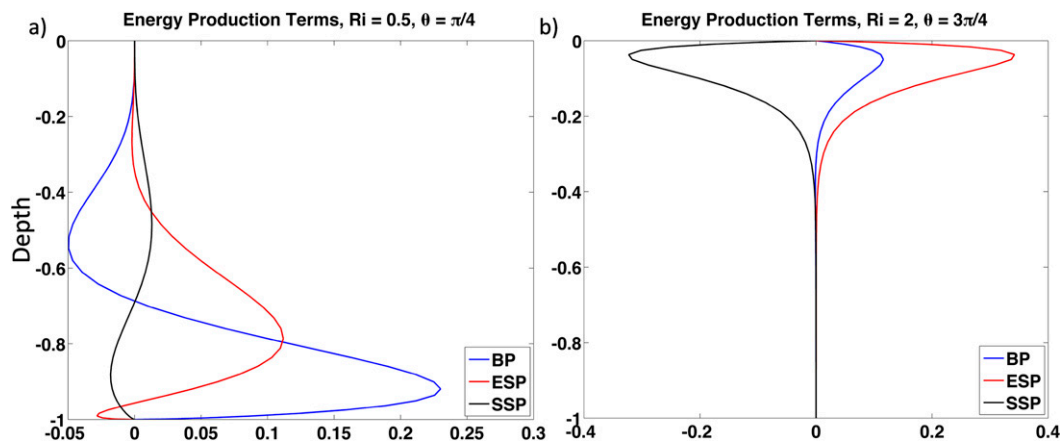 a)
Energy Production Terms, Ri = 0.5, θ = π/4
Depth
0
-0.2
-0.4
-0.6
-0.8
-1
-0.05 0 0.05 0.1 0.15 0.2 0.25 0.3
BP
ESP
SSP
b)
Energy Production Terms, Ri = 2, θ = 3π/4
0
-0.2
-0.4
-0.6
-0.8
-1
-0.4 -0.2 0 0.2 0.4
BP
ESP
SSP